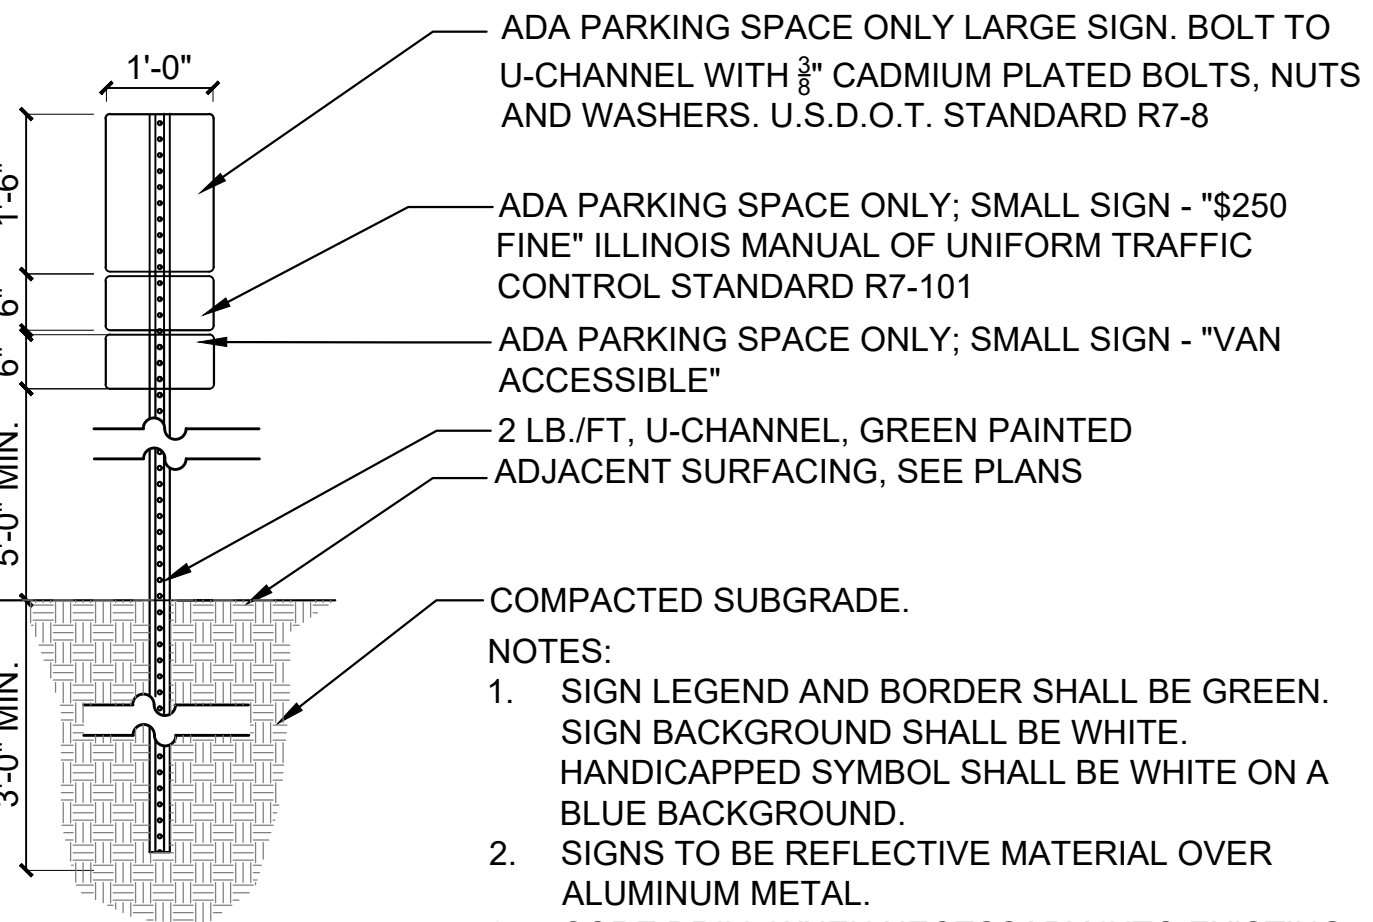 1'-0"
1'-6"
6"
6"
5'-0" MIN.
3'-0" MIN.
ADA PARKING SPACE ONLY LARGE SIGN. BOLT TO
U-CHANNEL WITH 3/8" CADMIUM PLATED BOLTS, NUTS
AND WASHERS. U.S.D.O.T. STANDARD R7-8
ADA PARKING SPACE ONLY; SMALL SIGN - "$250
FINE" ILLINOIS MANUAL OF UNIFORM TRAFFIC
CONTROL STANDARD R7-101
ADA PARKING SPACE ONLY; SMALL SIGN - "VAN
ACCESSIBLE"
2 LB./FT, U-CHANNEL, GREEN PAINTED
ADJACENT SURFACING, SEE PLANS
COMPACTED SUBGRADE.
NOTES:
1. SIGN LEGEND AND BORDER SHALL BE GREEN.
SIGN BACKGROUND SHALL BE WHITE.
HANDICAPPED SYMBOL SHALL BE WHITE ON A
BLUE BACKGROUND.
2. SIGNS TO BE REFLECTIVE MATERIAL OVER
ALUMINUM METAL.